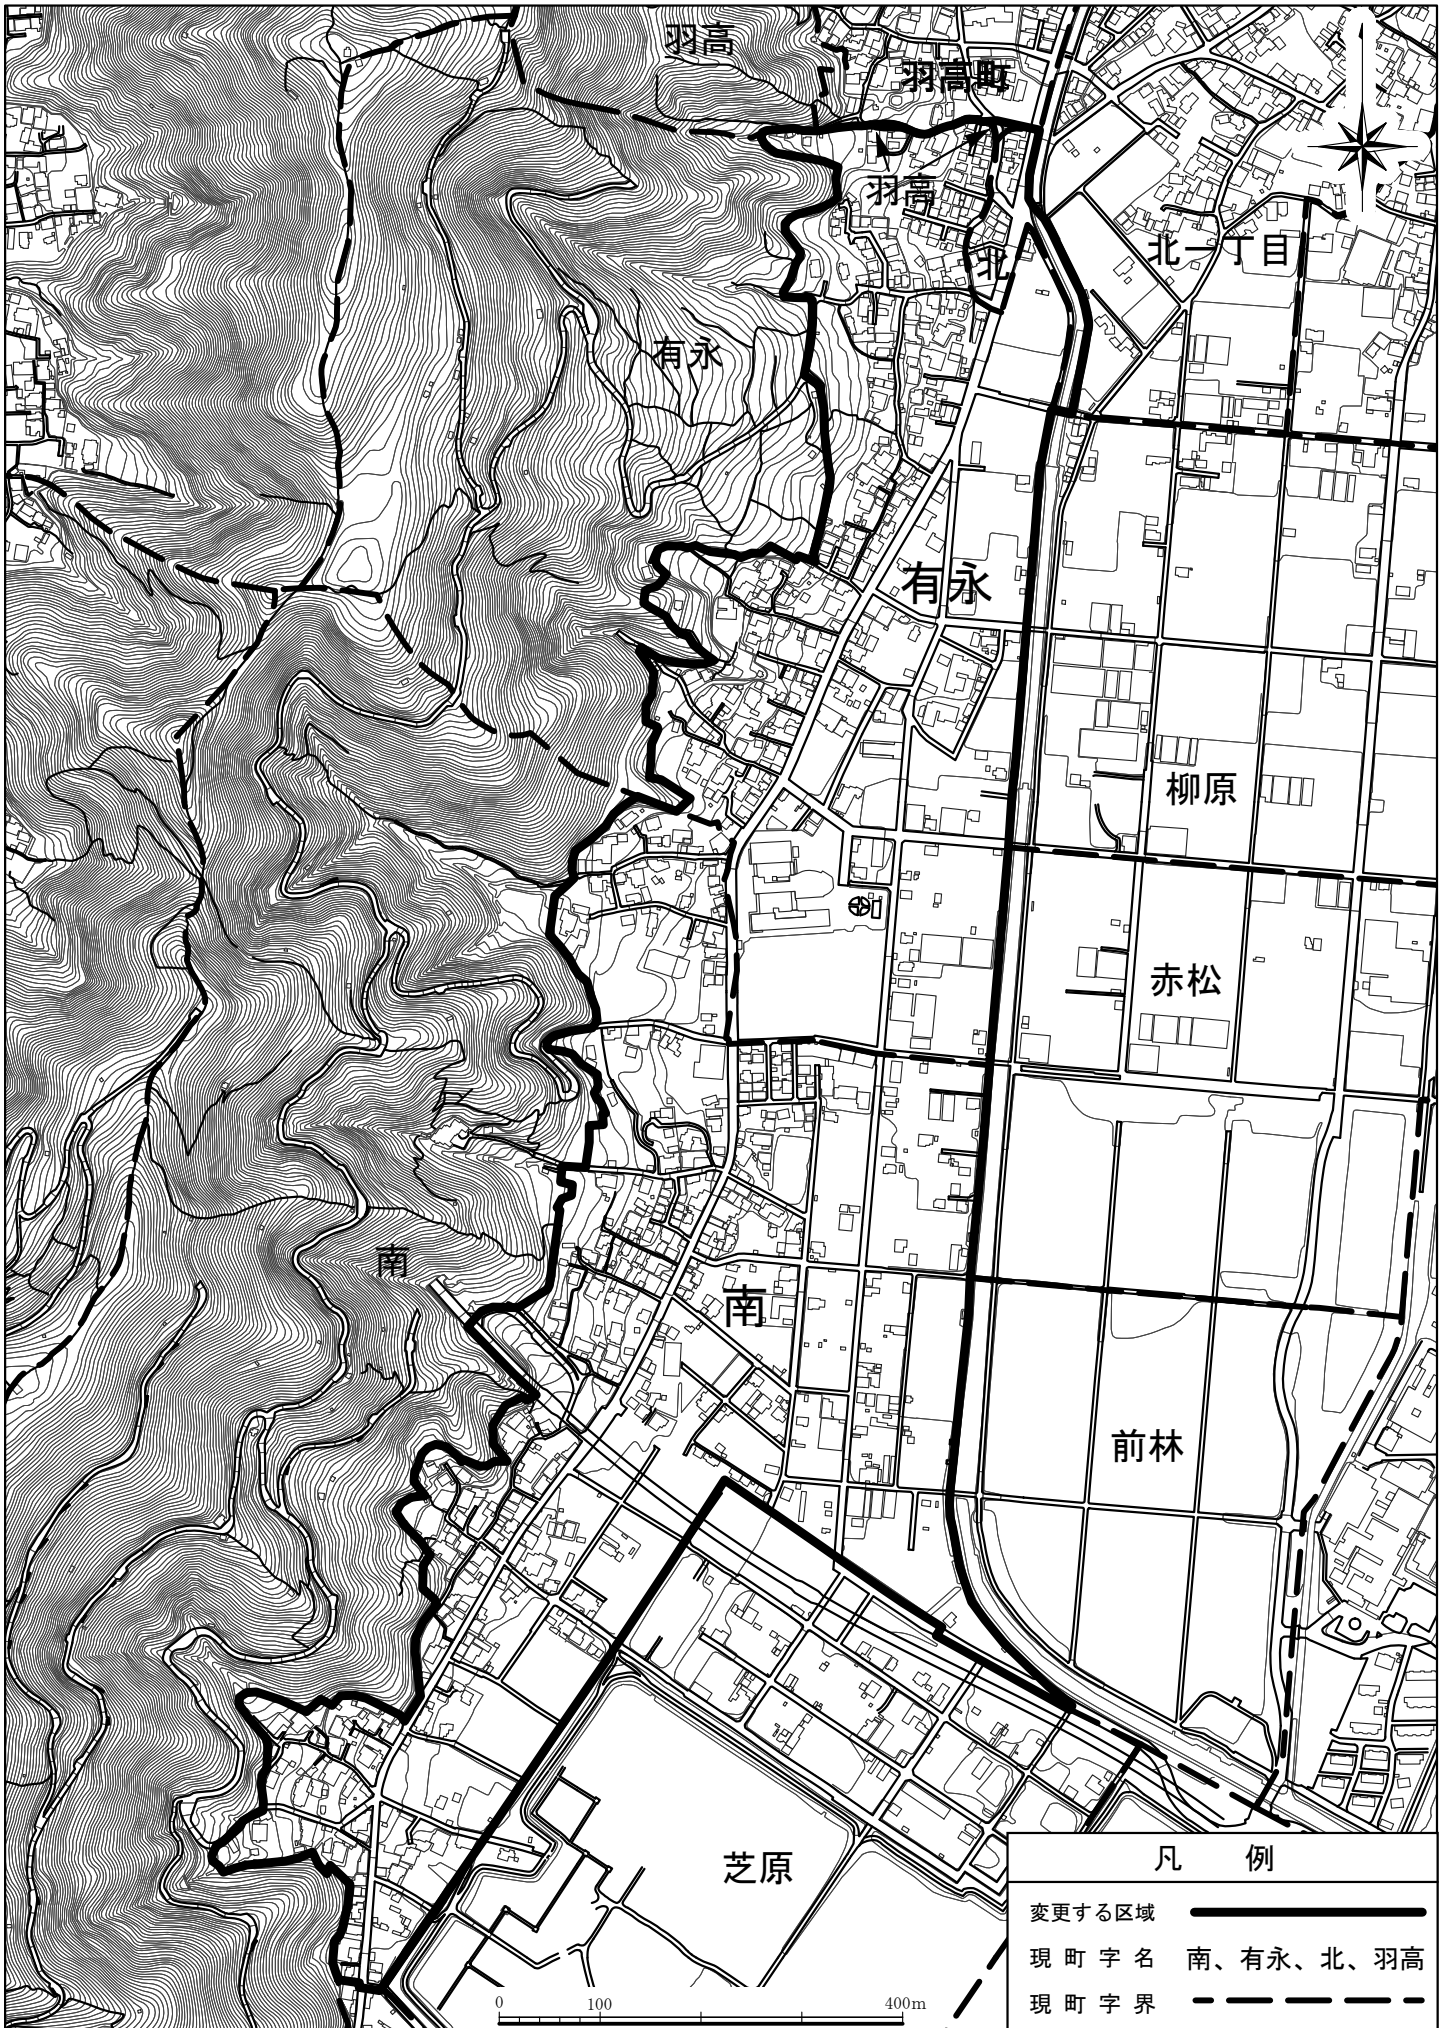 羽高
羽高町
羽高
北一丁目
北
有永
有永
柳原
赤松
南
南
前林
芝原
凡 例
変更する区域
現町字名 南、有永、北、羽高
現町字界
0 100 400m